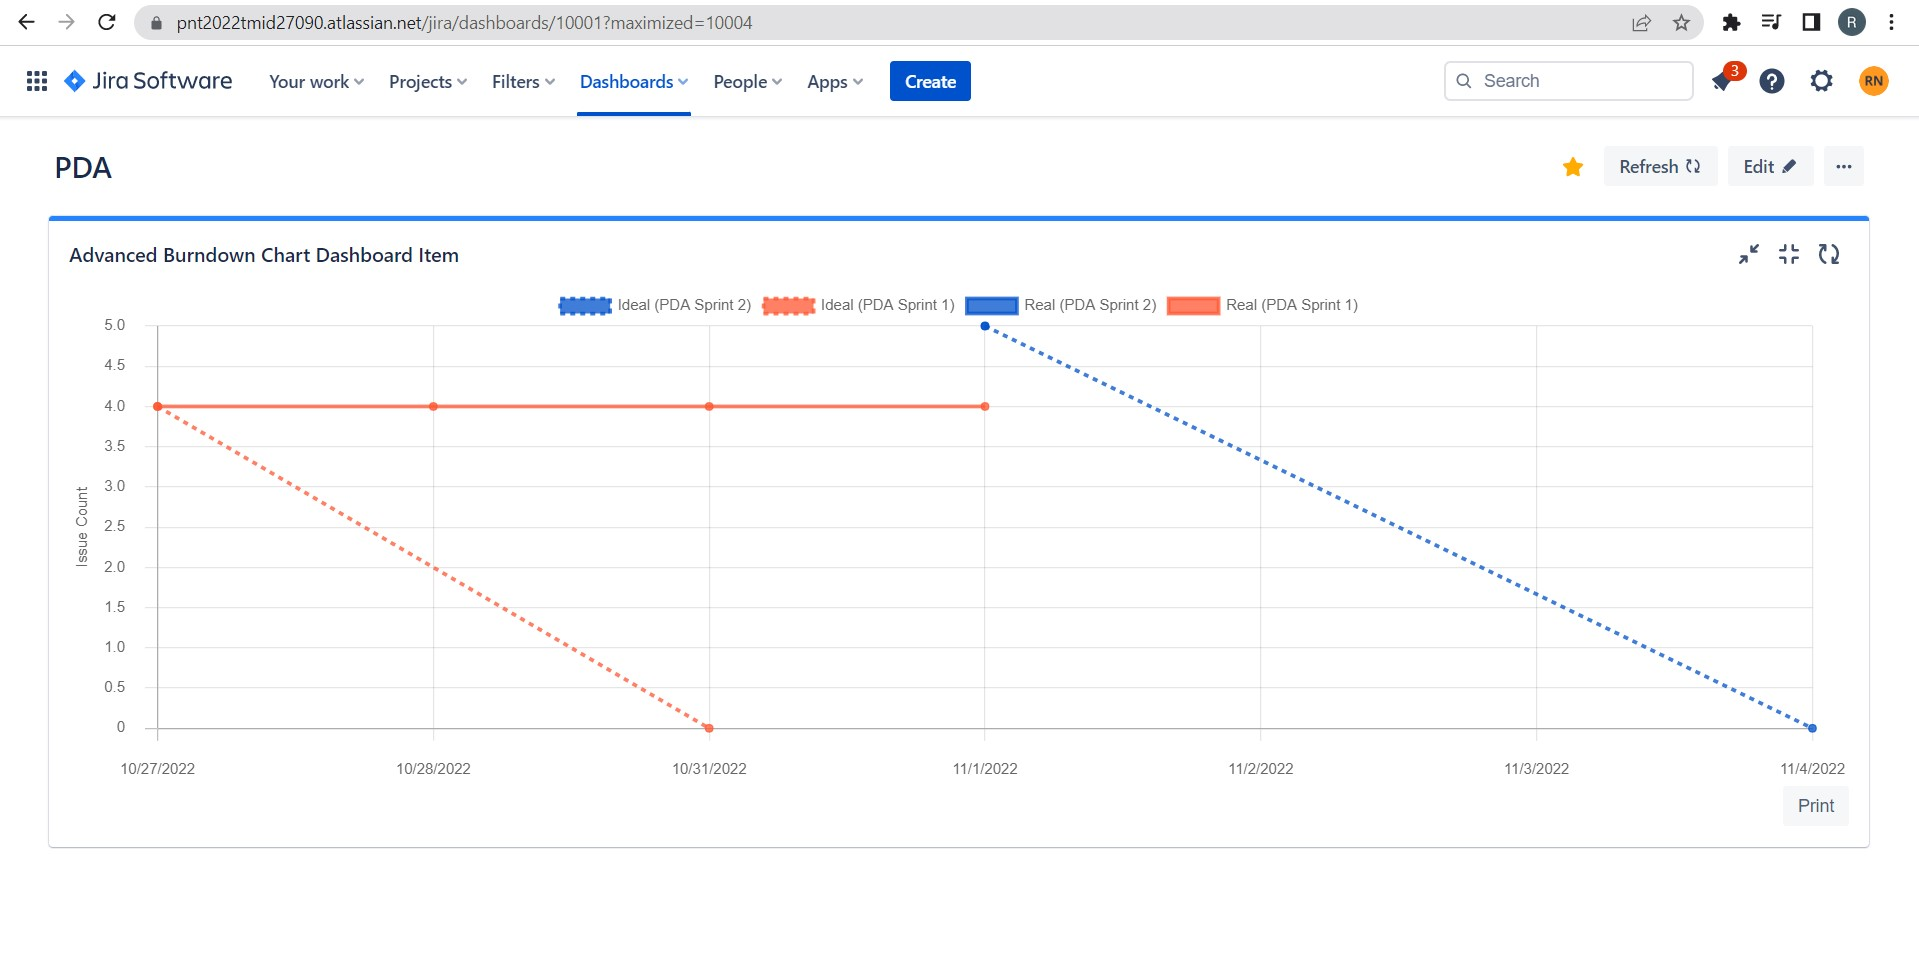 pnt2022tmid27090.atlassian.net/jira/dashboards/10001?maximized=10004
R
Jira Software
Your work
Projects
Filters
Dashboards
People
Apps
Create
Search
3
RN
PDA
Refresh
Edit
Advanced Burndown Chart Dashboard Item
Ideal (PDA Sprint 2)
Ideal (PDA Sprint 1)
Real (PDA Sprint 2)
Real (PDA Sprint 1)
5.0
4.5
4.0
3.5
3.0
2.5
2.0
1.5
1.0
0.5
0
Issue Count
10/27/2022
10/28/2022
10/31/2022
11/1/2022
11/2/2022
11/3/2022
11/4/2022
Print